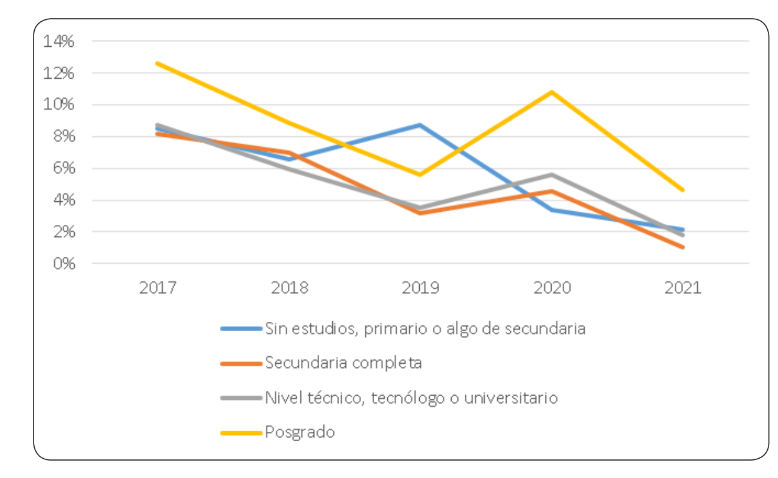 14%
12%
10%
8%
6%
4%
2%
0%
2017 2018 2019 2020 2021
Sin estudios, primario o algo de secundaria
Secundaria completa
Nivel técnico, tecnólogo o universitario
Posgrado